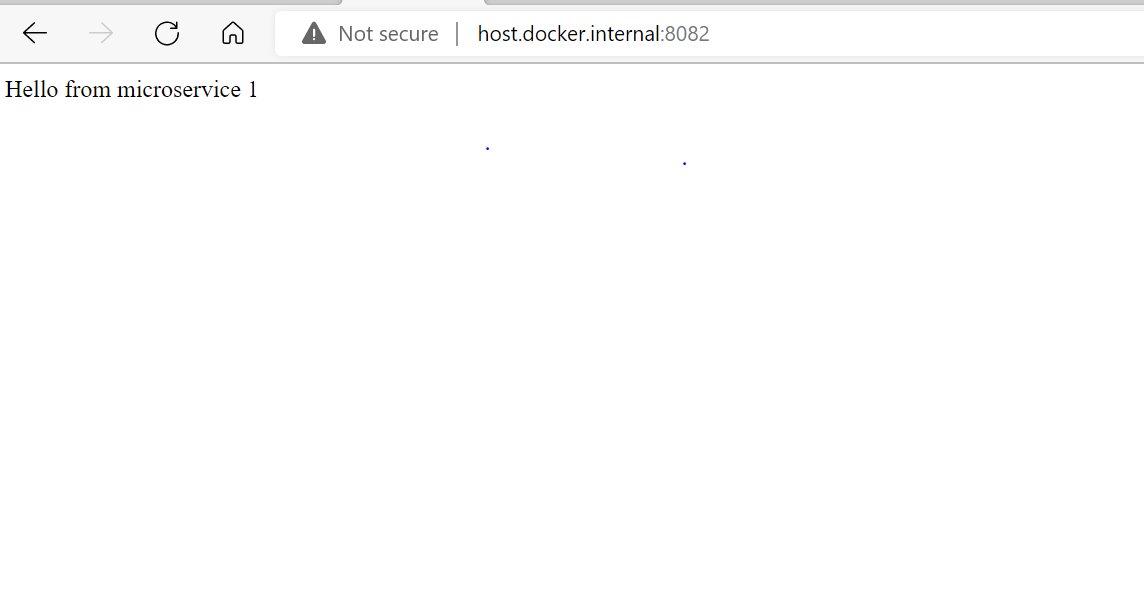 Not secure | host.docker.internal:8082
Hello from microservice 1